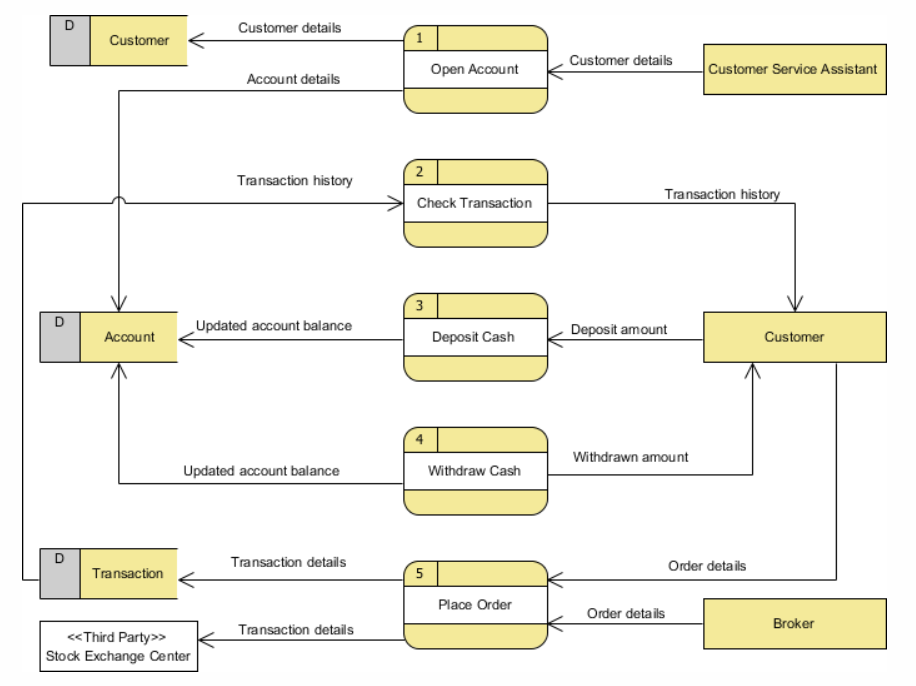 D
Customer
Customer details
1
Open Account
Customer details
Customer Service Assistant
Account details
2
Transaction history
Check Transaction
Transaction history
D
Account
Updated account balance
3
Deposit Cash
Deposit amount
Customer
4
Updated account balance
Withdraw Cash
Withdrawn amount
D
Transaction
Transaction details
5
Place Order
Order details
<<Third Party>>
Stock Exchange Center
Transaction details
Order details
Broker